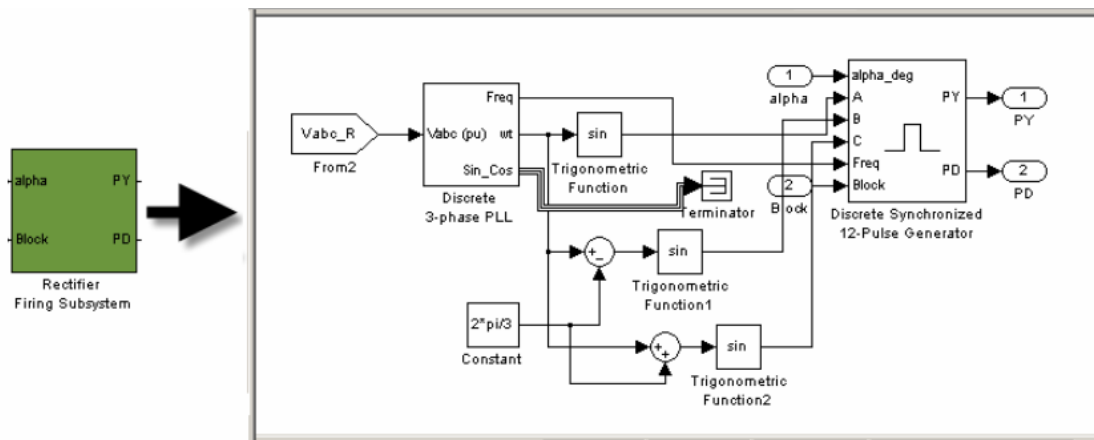 alpha
PY
Block
PD
Rectifier
Firing Subsystem
Vabc_R
From2
Freq
Vabc (pu)
wt
Sin_Cos
Discrete
3-phase PLL
sin
Trigonometric
Function
Terminator
sin
Trigonometric
Function1
2*pi/3
Constant
sin
Trigonometric
Function2
1
alpha
2
Block
alpha_deg
A
B
C
Freq
Block
PY
PD
Discrete Synchronized
12-Pulse Generator
1
PY
2
PD